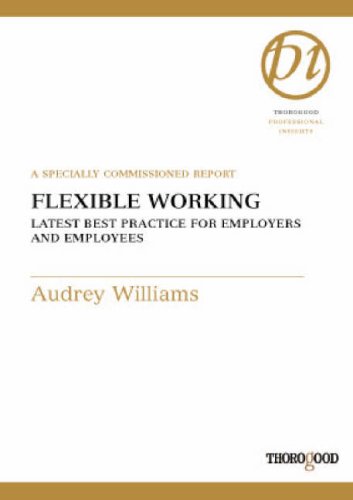 pi
THOROGOOD
PROFESSIONAL
INSIGHTS
A SPECIALLY COMMISSIONED REPORT
FLEXIBLE WORKING
LATEST BEST PRACTICE FOR EMPLOYERS
AND EMPLOYEES
Audrey Williams
THOROgOOD